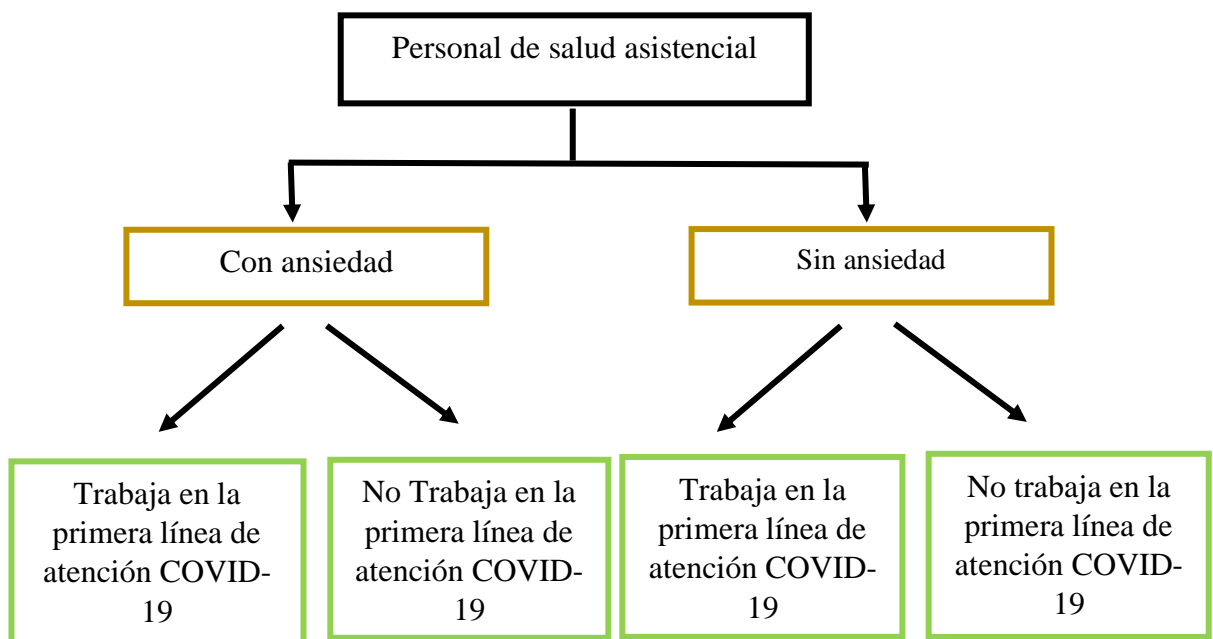 Personal de salud asistencial
Con ansiedad
Sin ansiedad
Trabaja en la
primera línea de
atención COVID-
19
No Trabaja en la
primera línea de
atención COVID-
19
Trabaja en la
primera línea de
atención COVID-
19
No trabaja en la
primera línea de
atención COVID-
19